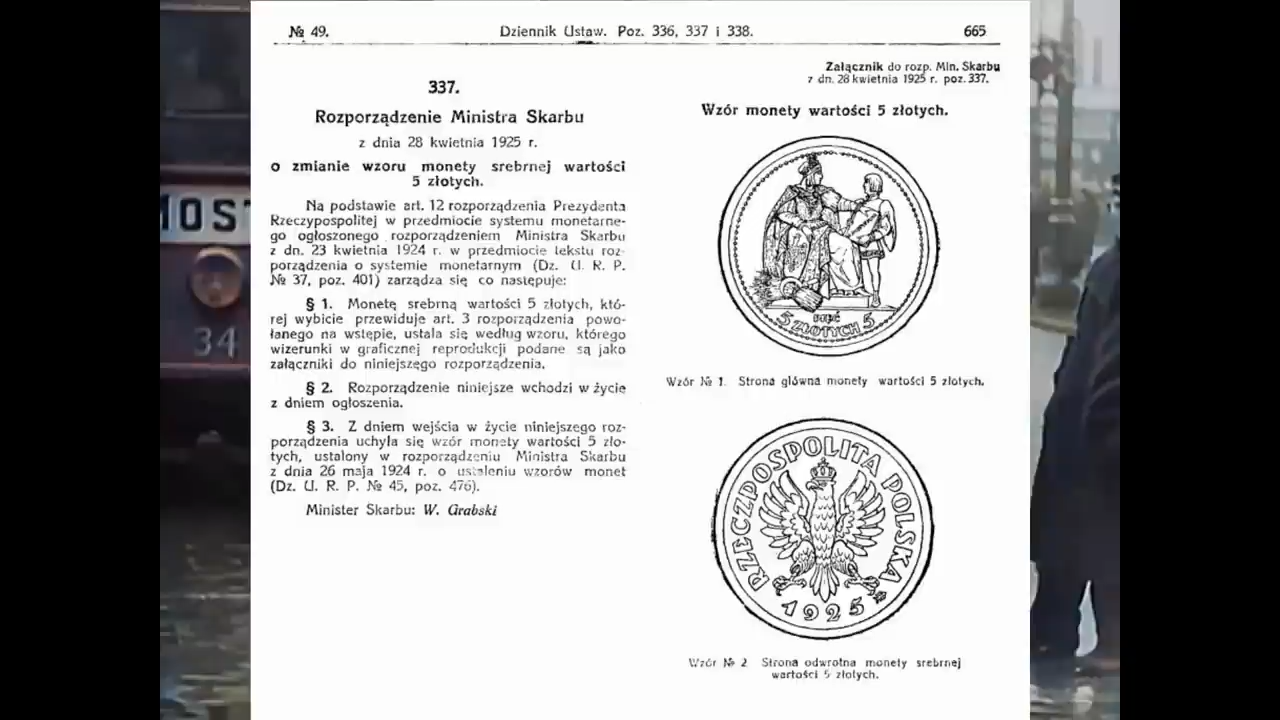 № 49.
Dziennik Ustaw. Poz. 336, 337 i 338.
665
337.
Rozporządzenie Ministra Skarbu
z dnia 28 kwietnia 1925 r.
o zmianie wzoru monety srebrnej wartości
5 złotych.
Na podstawie art. 12 rozporządzenia Prezydenta
Rzeczypospolitej w przedmiocie systemu monetarne-
go ogłoszonego rozporządzeniem Ministra Skarbu
z dn. 23 kwietnia 1924 r. w przedmiocie tekstu roz-
porządzenia o systemie monetarnym (Dz. U. R. P.
№ 37, poz. 401) zarządza się co następuje:
§ 1. Monetę srebrną wartości 5 złotych, któ-
rej wybicie przewiduje art. 3 rozporządzenia powo-
łanego na wstępie, ustala się według wzoru, którego
wizerunki w graficznej reprodukcji podane są jako
załączniki do niniejszego rozporządzenia.
§ 2. Rozporządzenie niniejsze wchodzi w życie
z dniem ogłoszenia.
§ 3. Z dniem wejścia w życie niniejszego roz-
porządzenia uchyla się wzór monety wartości 5 zło-
tych, ustalony w rozporządzeniu Ministra Skarbu
z dnia 26 maja 1924 r. o ustaleniu wzorów monet
(Dz. U. R. P. № 45, poz. 476).
Minister Skarbu: W. Grabski
Załącznik do rozp. Min. Skarbu
z dn. 28 kwietnia 1925 r. poz. 337.
Wzór monety wartości 5 złotych.
PIĘĆ
5 ZŁOTYCH 5
Wzór № 1. Strona główna monety wartości 5 złotych.
RZECZPOSPOLITA POLSKA
1925
Wzór № 2. Strona odwrotna monety srebrnej
wartości 5 złotych.
34